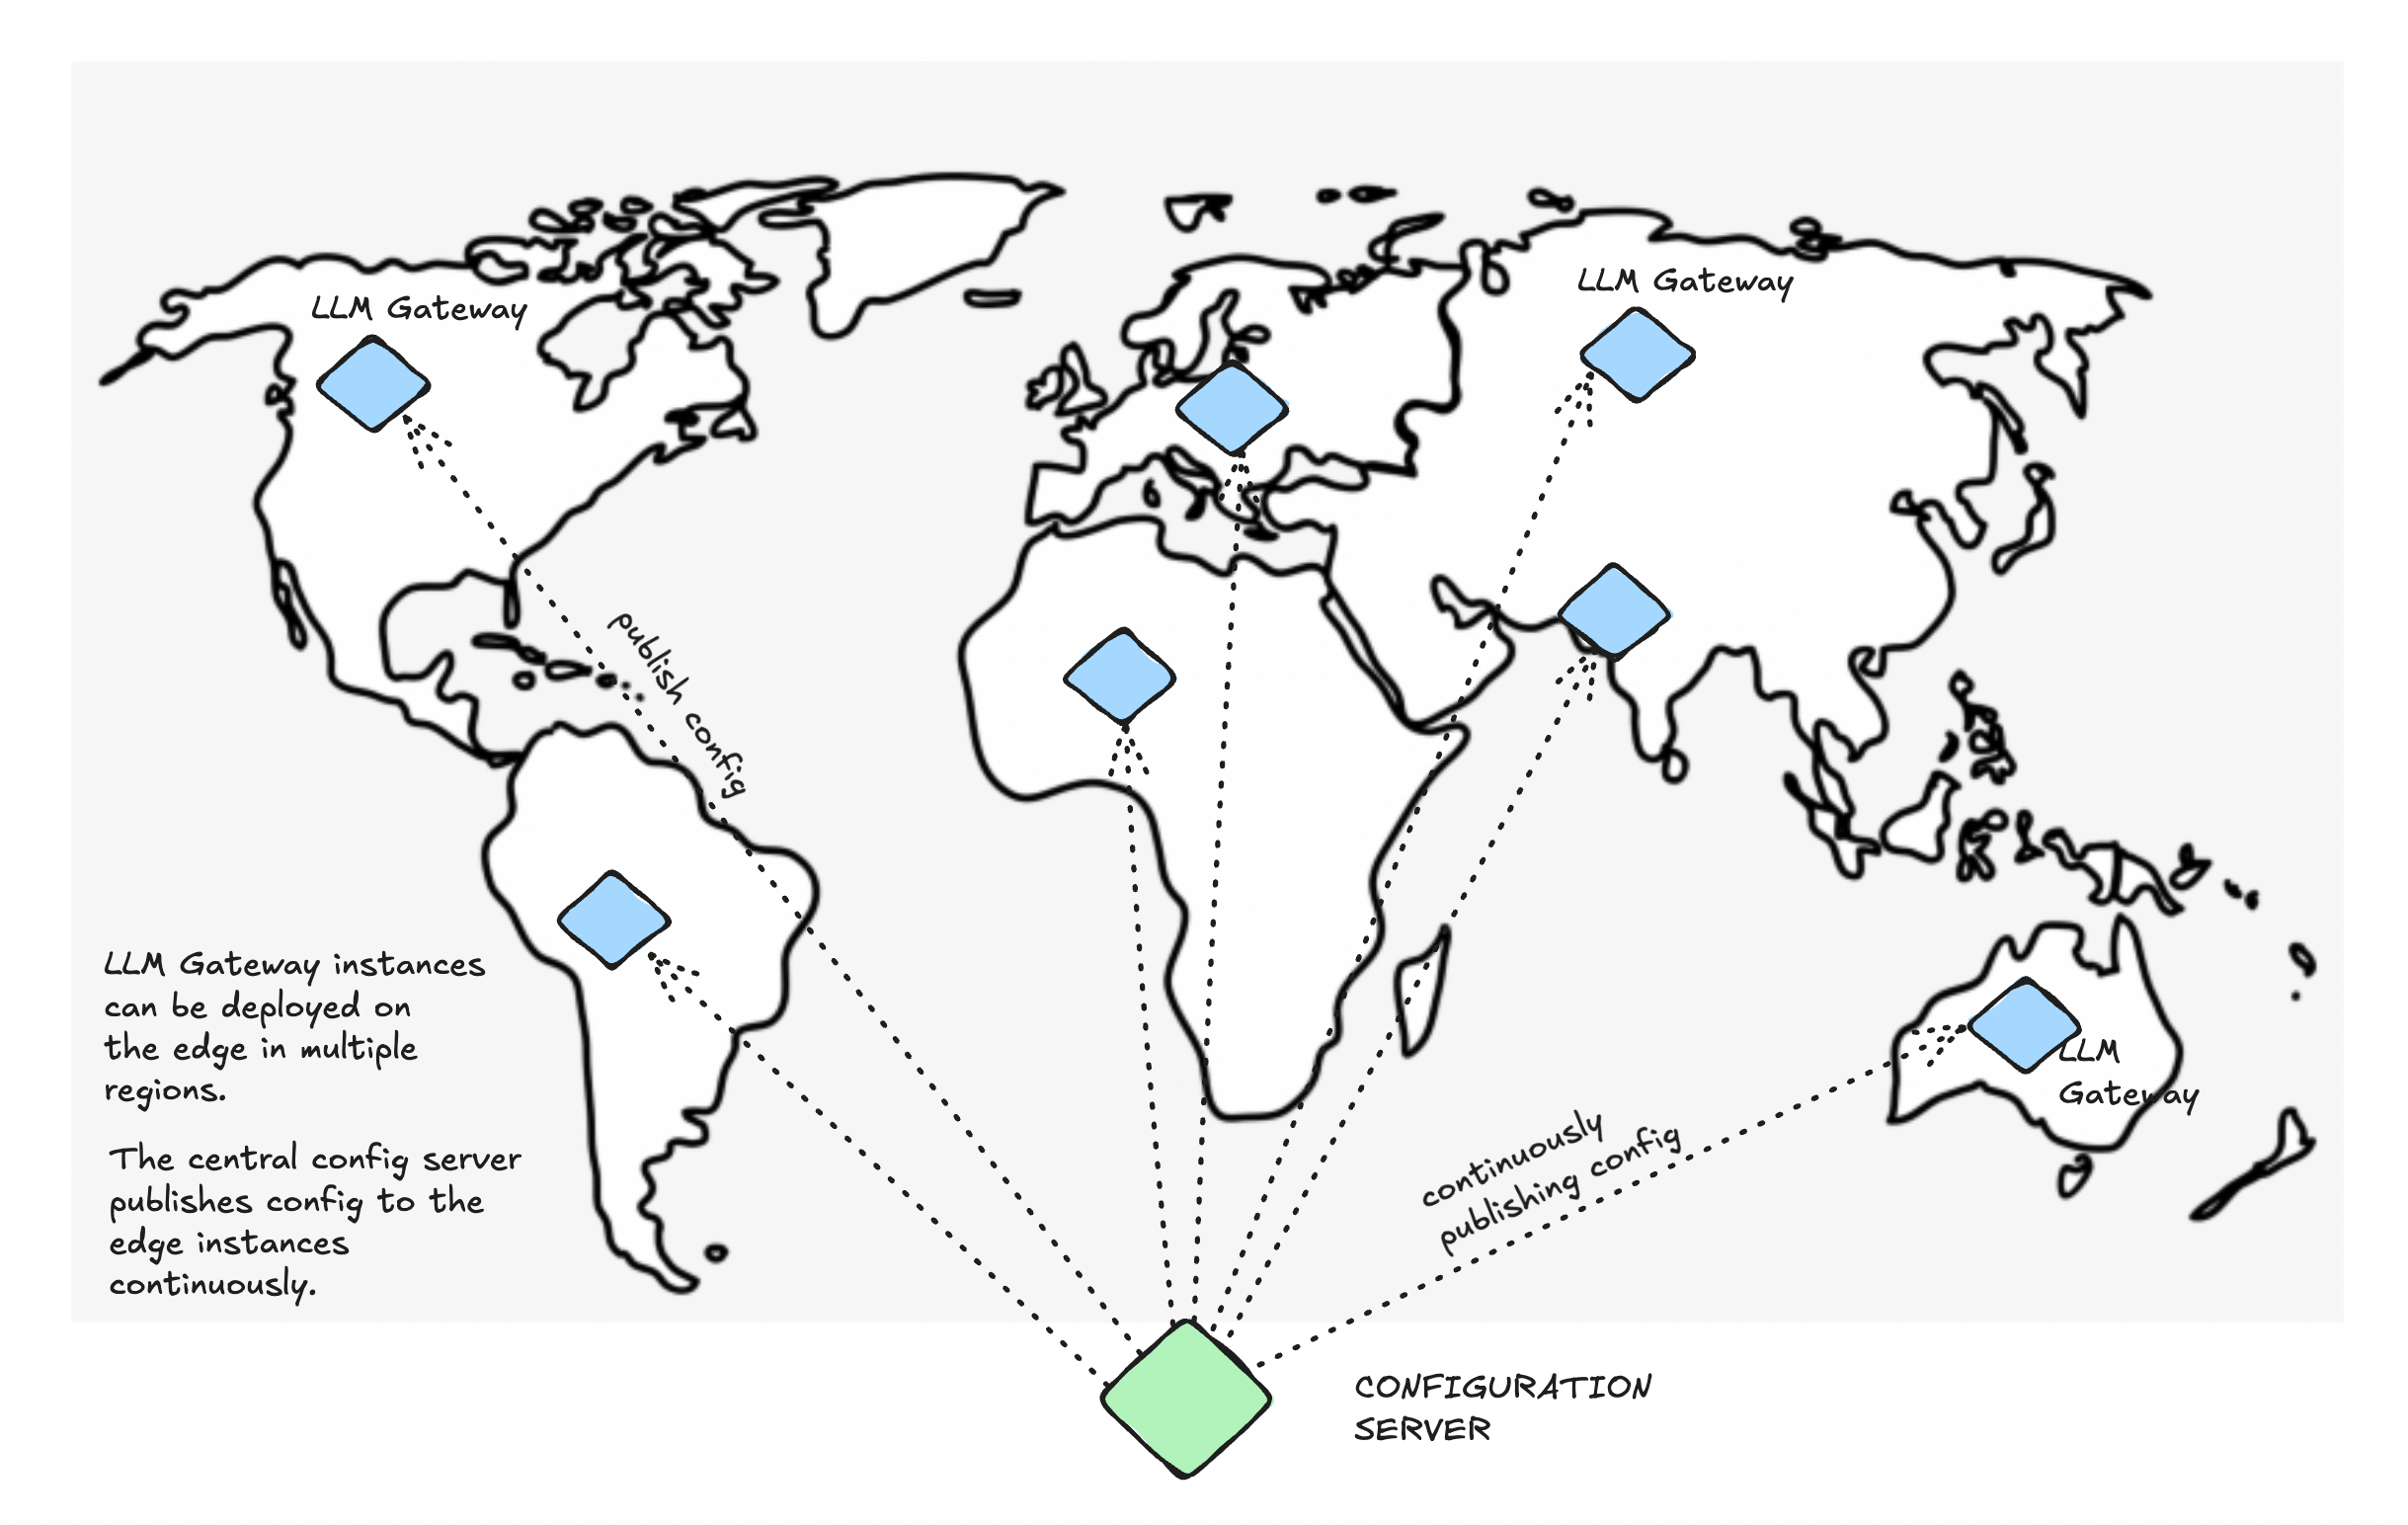 LLM Gateway
LLM Gateway
publish config
LLM Gateway instances
can be deployed on
the edge in multiple
regions.
The central config server
publishes config to the
edge instances
continuously.
LLM
Gateway
continuously
publishing config
CONFIGURATION
SERVER